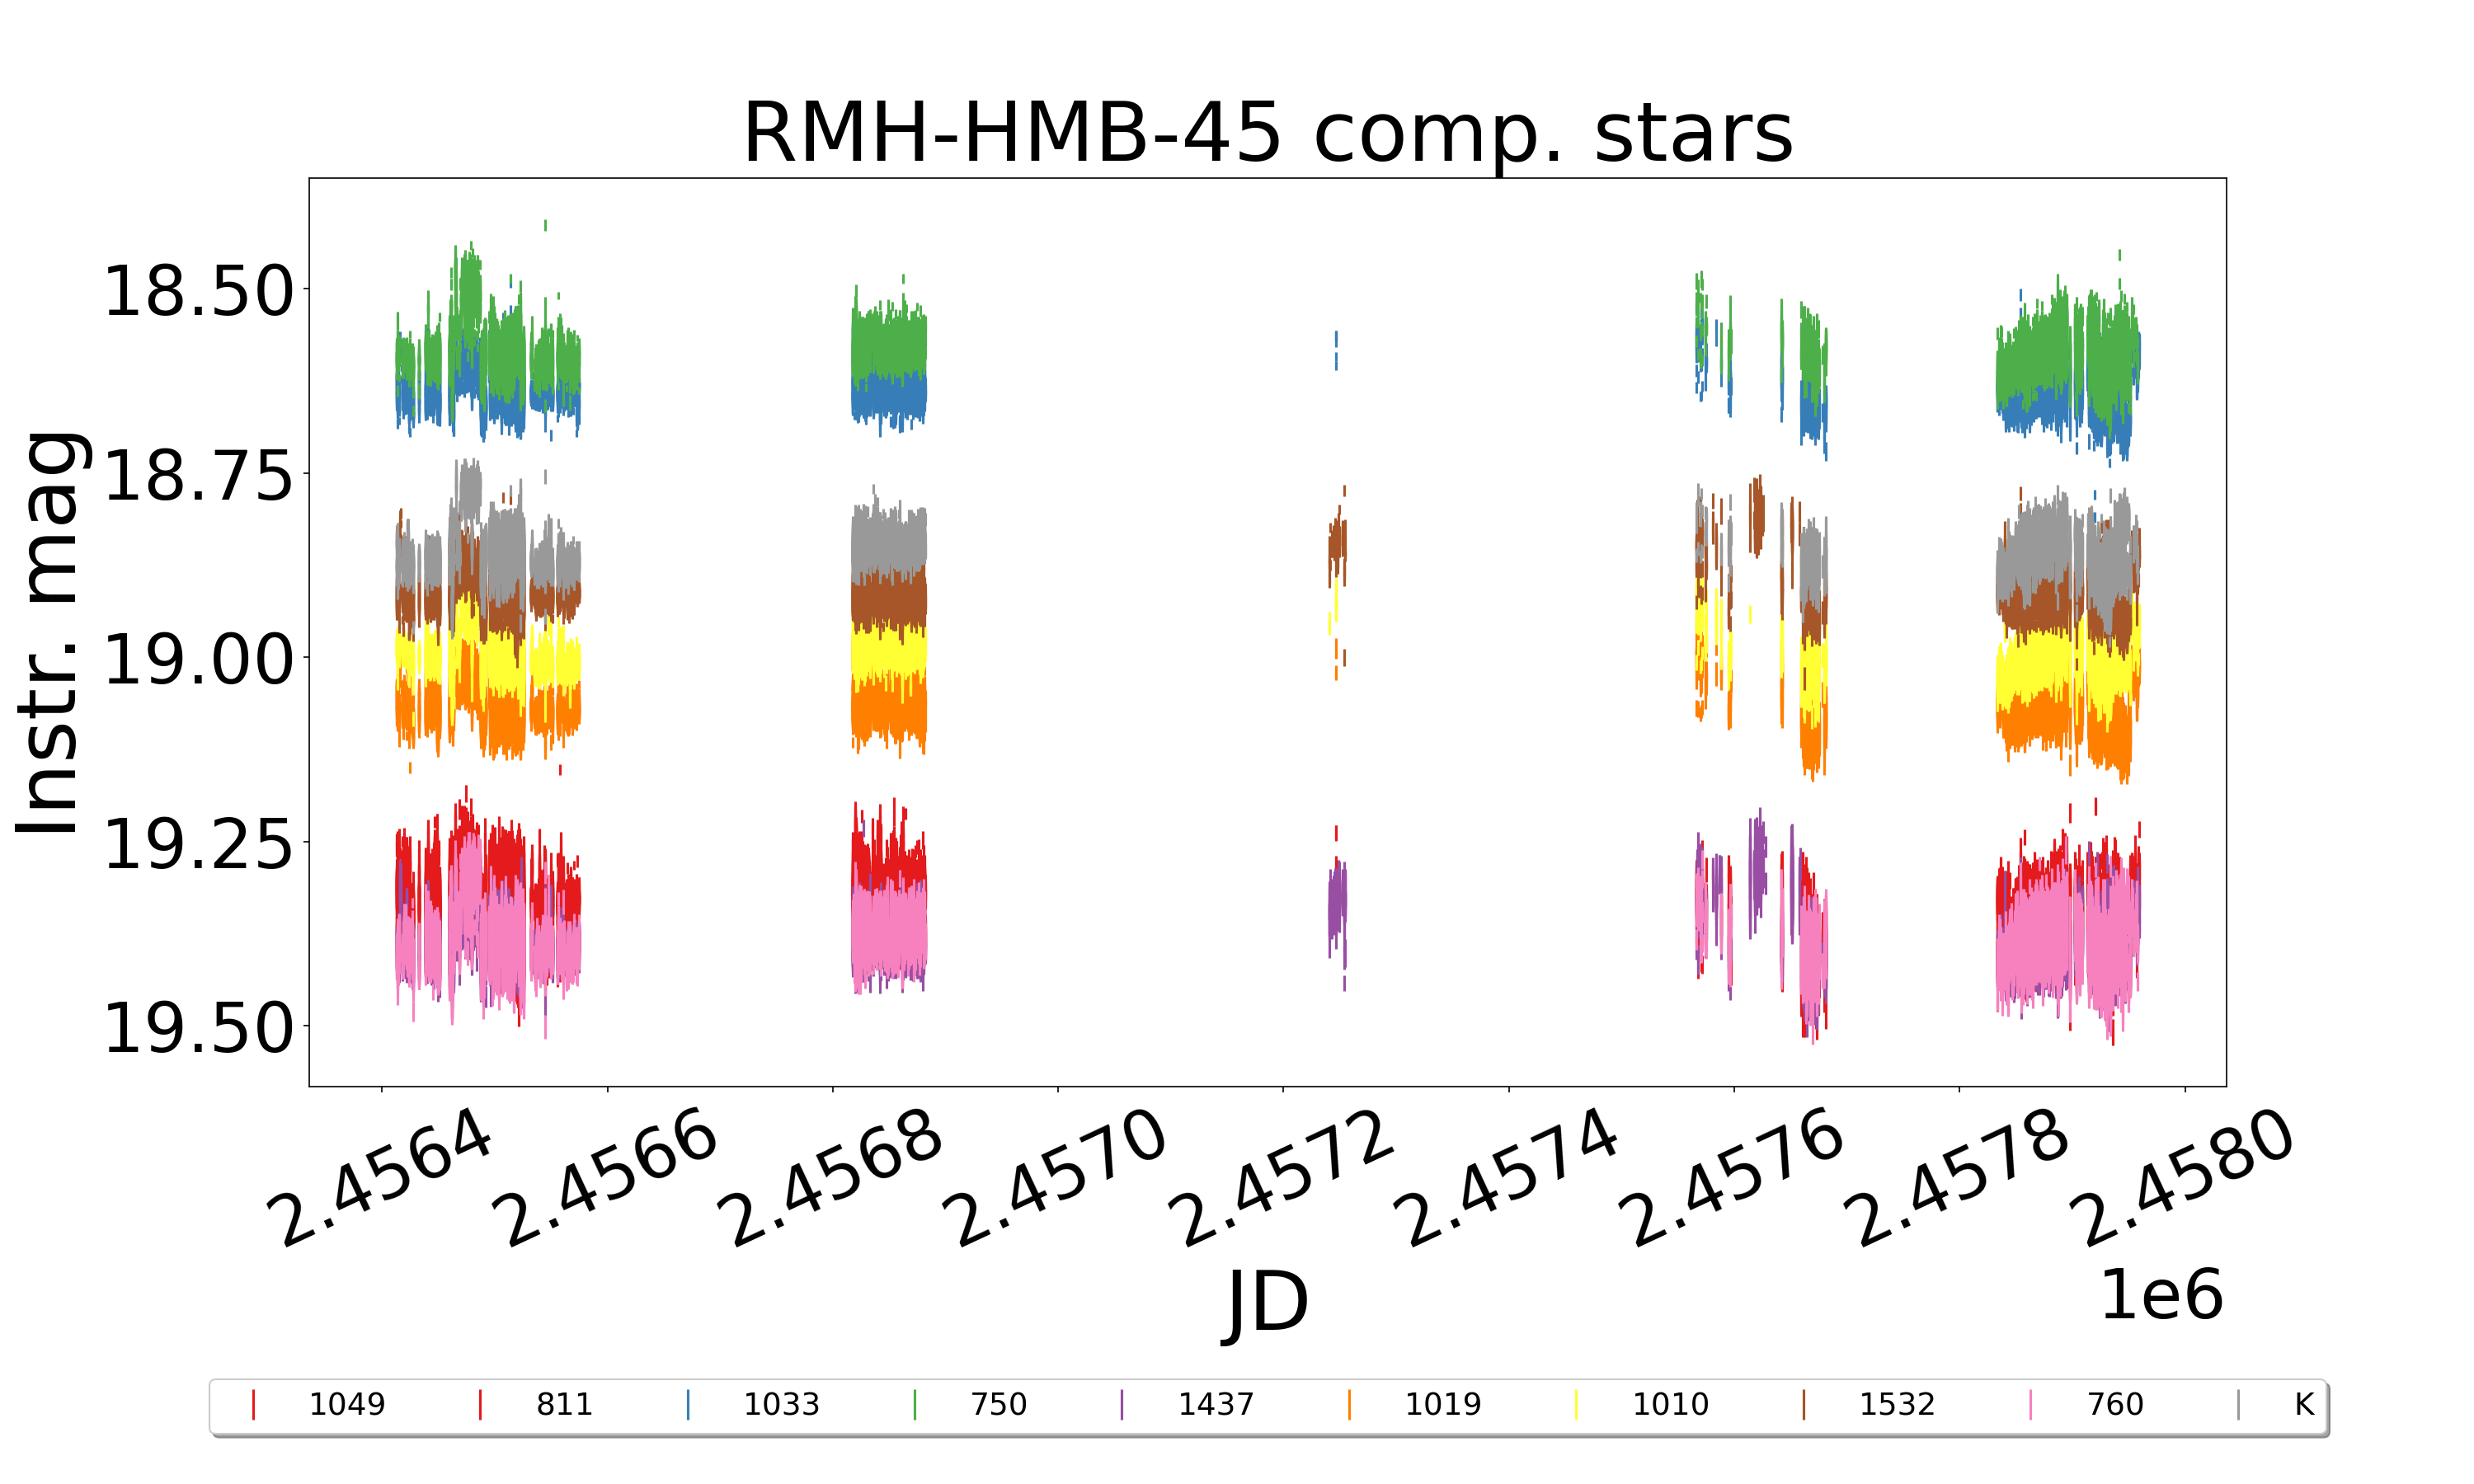 RMH-HMB-45 comp. stars
Instr. mag
18.50
18.75
19.00
19.25
19.50
2.4564 2.4566 2.4568 2.4570 2.4572 2.4574 2.4576 2.4578 2.4580
JD
1e6
1049 811 1033 750 1437 1019 1010 1532 760 K